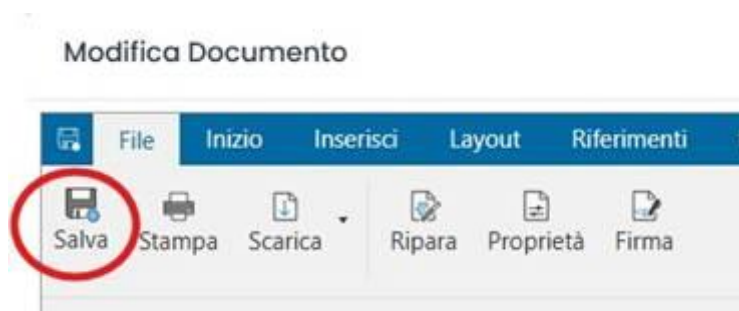 Modifica Documento
File Inizio Inserisci Layout Riferimenti
Salva Stampa Scarica Ripara Proprietà Firma